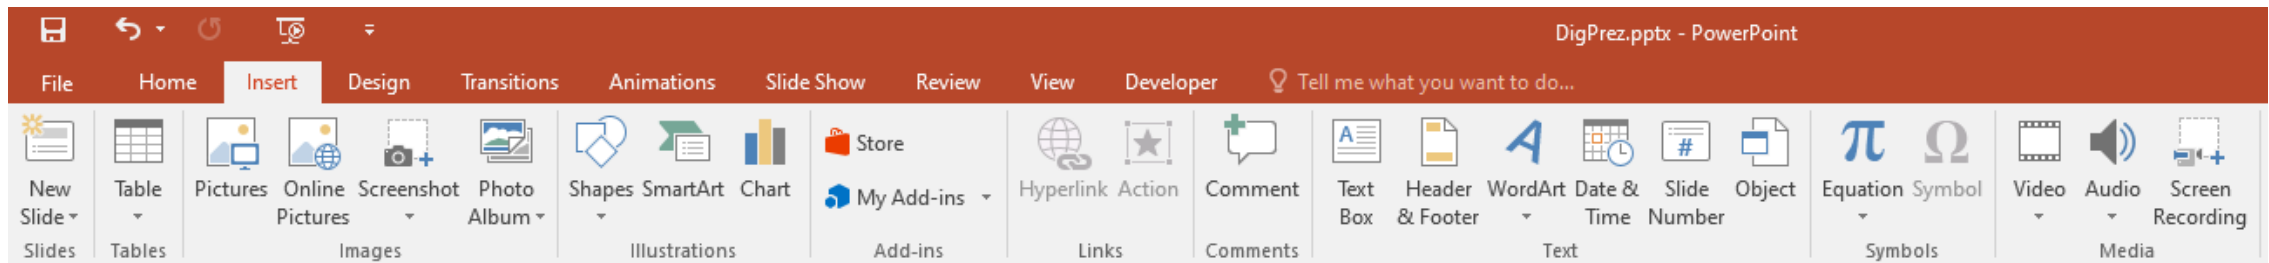 DigPrez.pptx - PowerPoint
File Home Insert Design Transitions Animations Slide Show Review View Developer Tell me what you want to do...
New Slide Table Pictures Online Pictures Screenshot Photo Album Shapes SmartArt Chart Store My Add-ins Hyperlink Action Comment Text Box Header & Footer WordArt Date & Time Slide Number Object Equation Symbol Video Audio Screen Recording
Slides Tables Images Illustrations Add-ins Links Comments Text Symbols Media